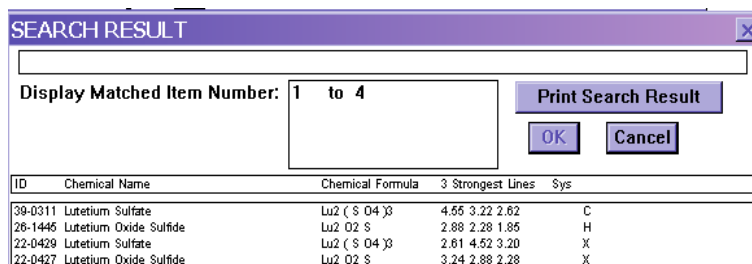 SEARCH RESULT
Display Matched Item Number: 1 to 4
Print Search Result
OK Cancel
ID Chemical Name Chemical Formula 3 Strongest Lines Sys
39-0311 Lutetium Sulfate Lu2 ( S O4 )3 4.55 3.22 2.62 C
26-1445 Lutetium Oxide Sulfide Lu2 O2 S 2.88 2.28 1.85 H
22-0429 Lutetium Sulfate Lu2 ( S O4 )3 2.61 4.52 3.20 X
22-0427 Lutetium Oxide Sulfide Lu2 O2 S 3.24 2.88 2.28 X